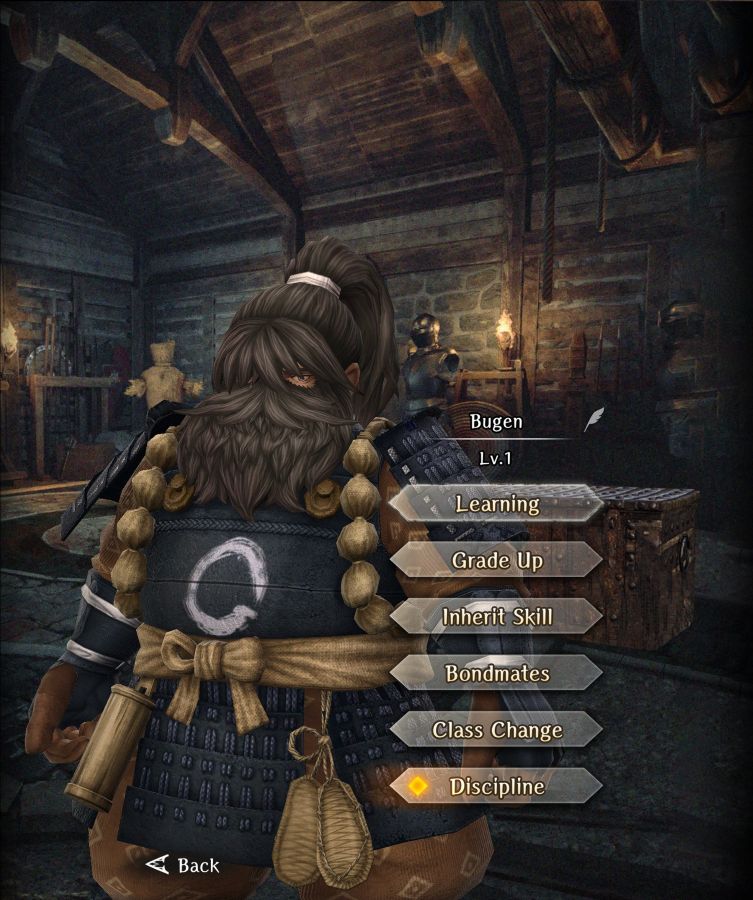 Bugen
Lv.1
Learning
Grade Up
Inherit Skill
Bondmates
Class Change
Discipline
Back